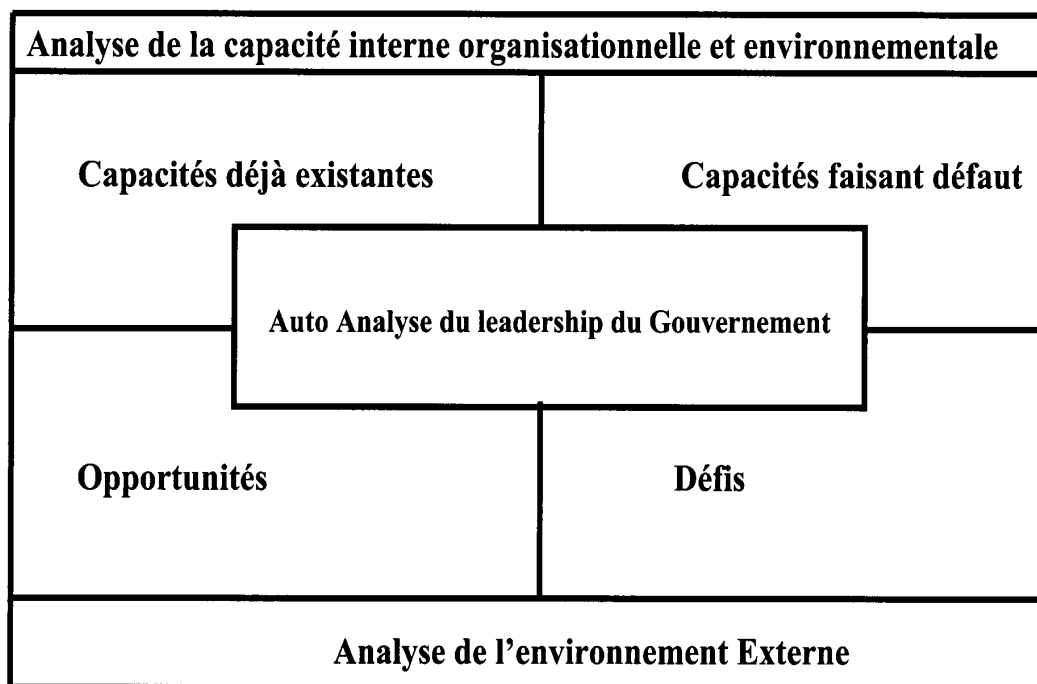 Analyse de la capacité interne organisationnelle et environnementale
Capacités déjà existantes
Capacités faisant défaut
Auto Analyse du leadership du Gouvernement
Opportunités
Défis
Analyse de l'environnement Externe